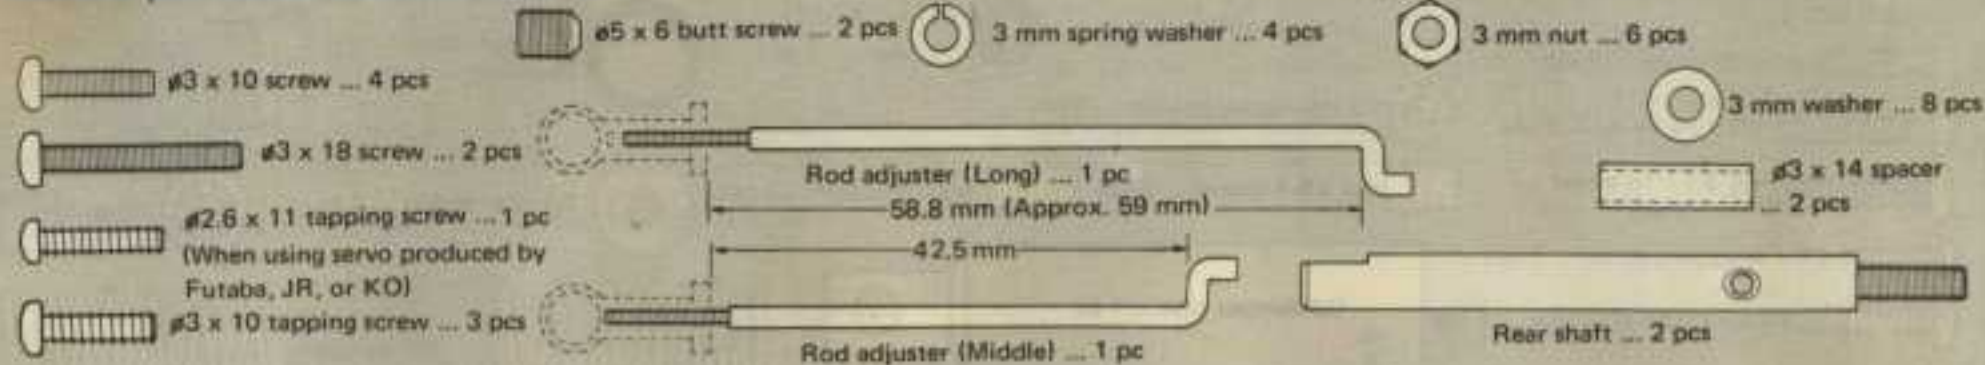 ø5 x 6 butt screw ... 2 pcs
3 mm spring washer ... 4 pcs
3 mm nut ... 6 pcs
ø3 x 10 screw ... 4 pcs
3 mm washer ... 8 pcs
ø3 x 18 screw ... 2 pcs
Rod adjuster (Long) ... 1 pc
58.8 mm (Approx. 59 mm)
ø3 x 14 spacer
... 2 pcs
ø2.6 x 11 tapping screw ... 1 pc
(When using servo produced by
Futaba, JR, or KO)
42.5 mm
ø3 x 10 tapping screw ... 3 pcs
Rod adjuster (Middle) ... 1 pc
Rear shaft ... 2 pcs